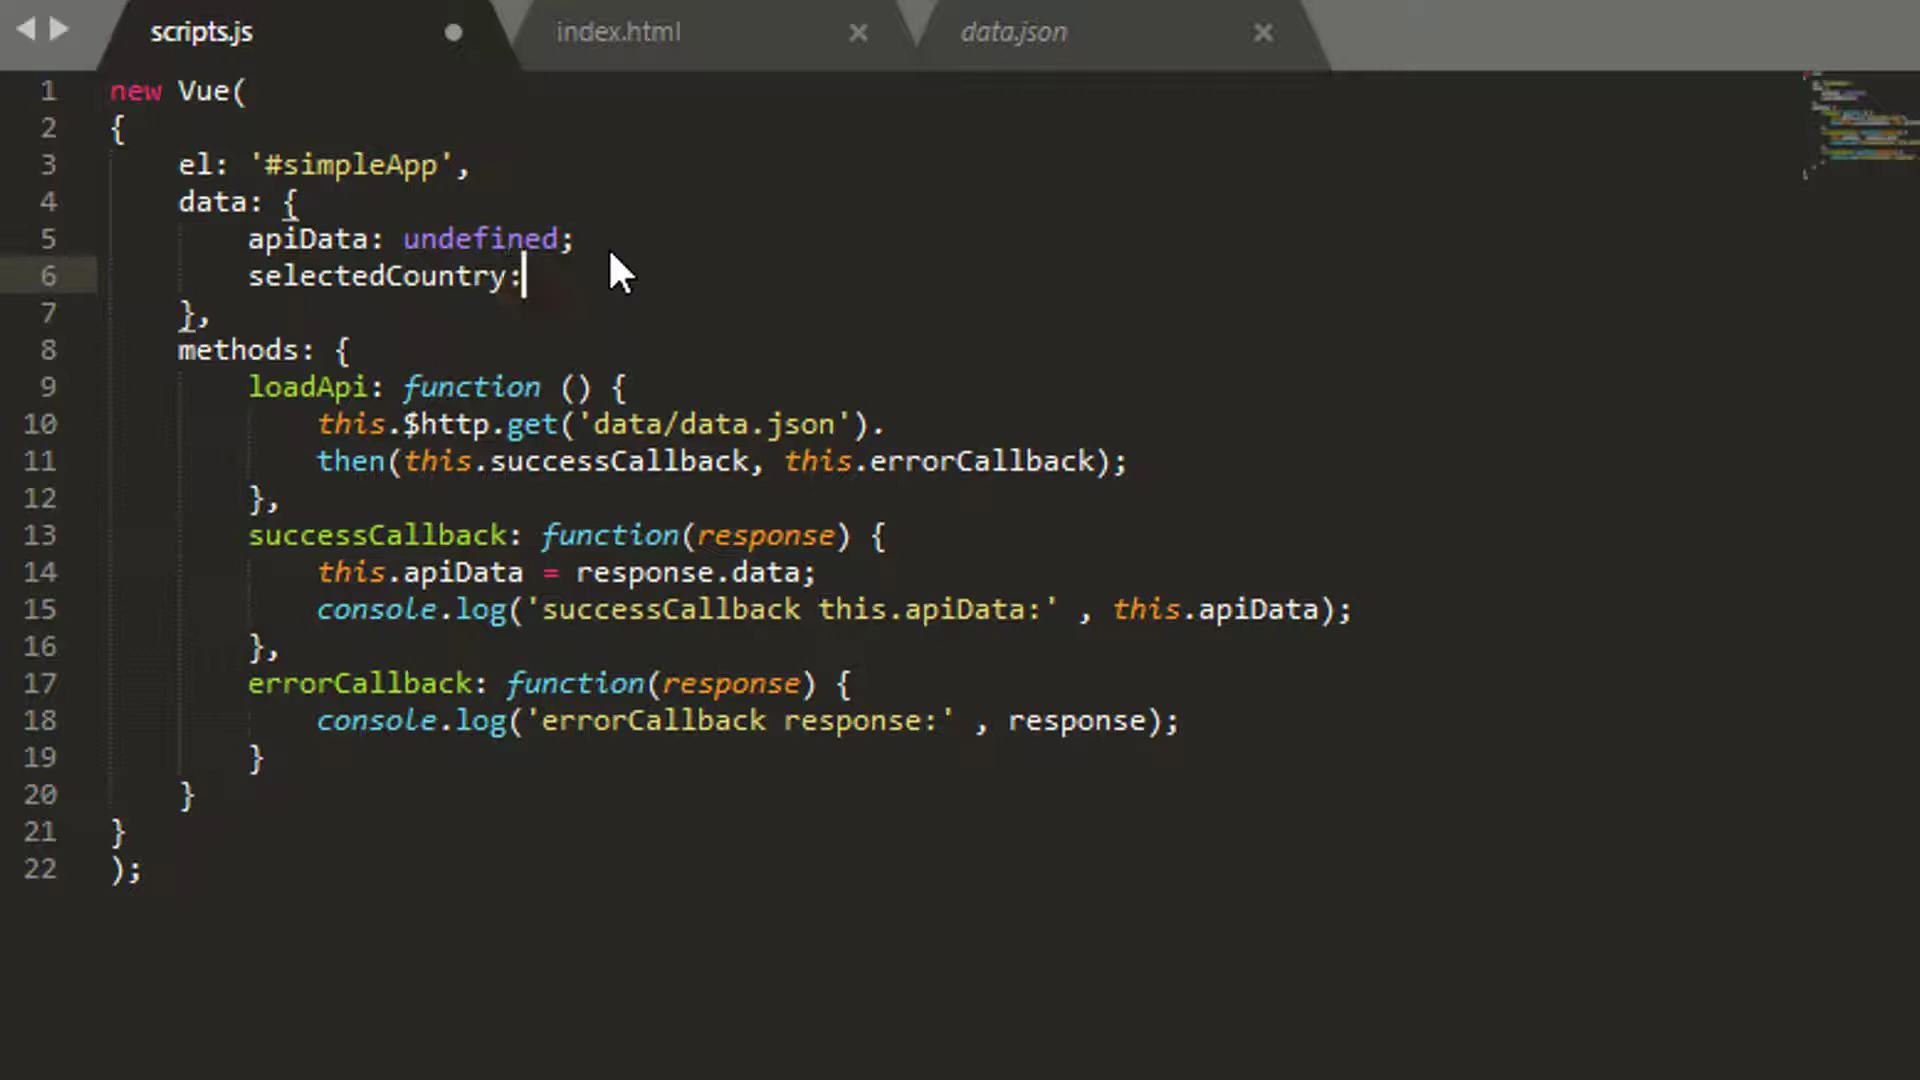 scripts.js index.html data.json
1 new Vue(
2 {
3 el: '#simpleApp',
4 data: {
5 apiData: undefined;
6 selectedCountry:
7 },
8 methods: {
9 loadApi: function () {
10 this.$http.get('data/data.json').
11 then(this.successCallback, this.errorCallback);
12 },
13 successCallback: function(response) {
14 this.apiData = response.data;
15 console.log('successCallback this.apiData:' , this.apiData);
16 },
17 errorCallback: function(response) {
18 console.log('errorCallback response:' , response);
19 }
20 }
21 }
22 );